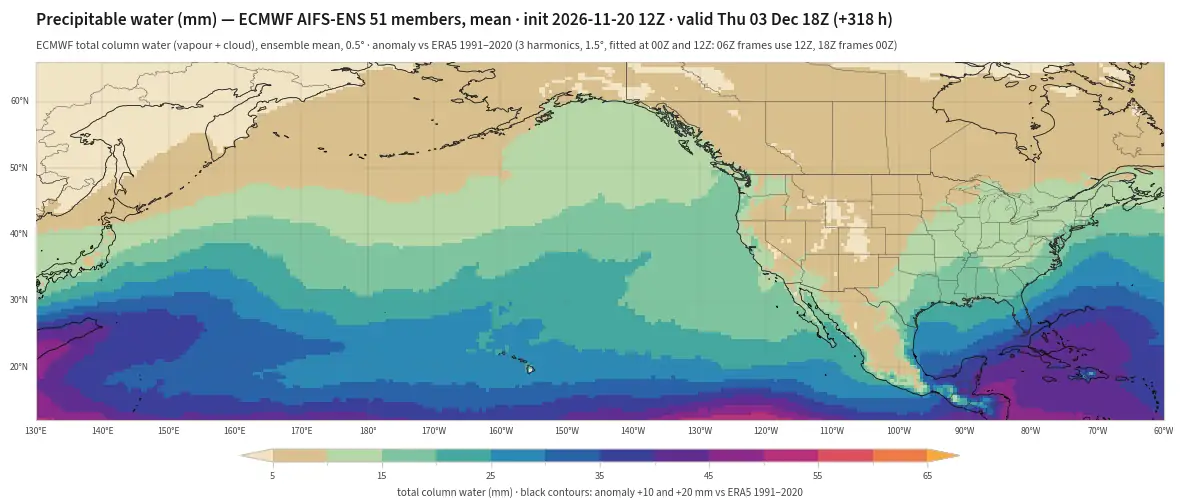 Precipitable water (mm) — ECMWF AIFS-ENS 51 members, mean · init 2026-11-20 12Z · valid Thu 03 Dec 18Z (+318 h)
ECMWF total column water (vapour + cloud), ensemble mean, 0.5° · anomaly vs ERA5 1991–2020 (3 harmonics, 1.5°, fitted at 00Z and 12Z: 06Z frames use 12Z, 18Z frames 00Z)
60°N
50°N
40°N
30°N
20°N
130°E 140°E 150°E 160°E 170°E 180° 170°W 160°W 150°W 140°W 130°W 120°W 110°W 100°W 90°W 80°W 70°W 60°W
5 15 25 35 45 55 65
total column water (mm) · black contours: anomaly +10 and +20 mm vs ERA5 1991–2020